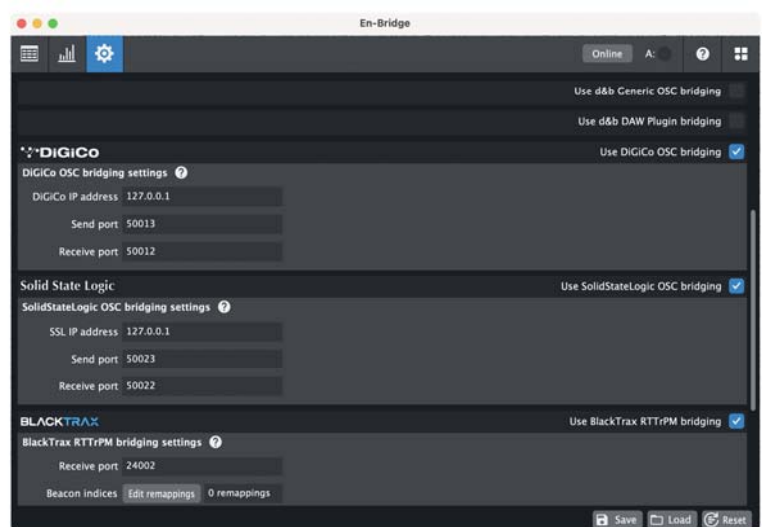 En-Bridge
Online A:
Use d&b Generic OSC bridging
Use d&b DAW Plugin bridging
DiGiCo Use DiGiCo OSC bridging
DiGiCo OSC bridging settings ?
DiGiCo IP address 127.0.0.1
Send port 50013
Receive port 50012
Solid State Logic Use SolidStateLogic OSC bridging
SolidStateLogic OSC bridging settings ?
SSL IP address 127.0.0.1
Send port 50023
Receive port 50022
BLACKTRAX Use BlackTrax RTTrPM bridging
BlackTrax RTTrPM bridging settings ?
Receive port 24002
Beacon indices Edit remappings 0 remappings
Save Load Reset